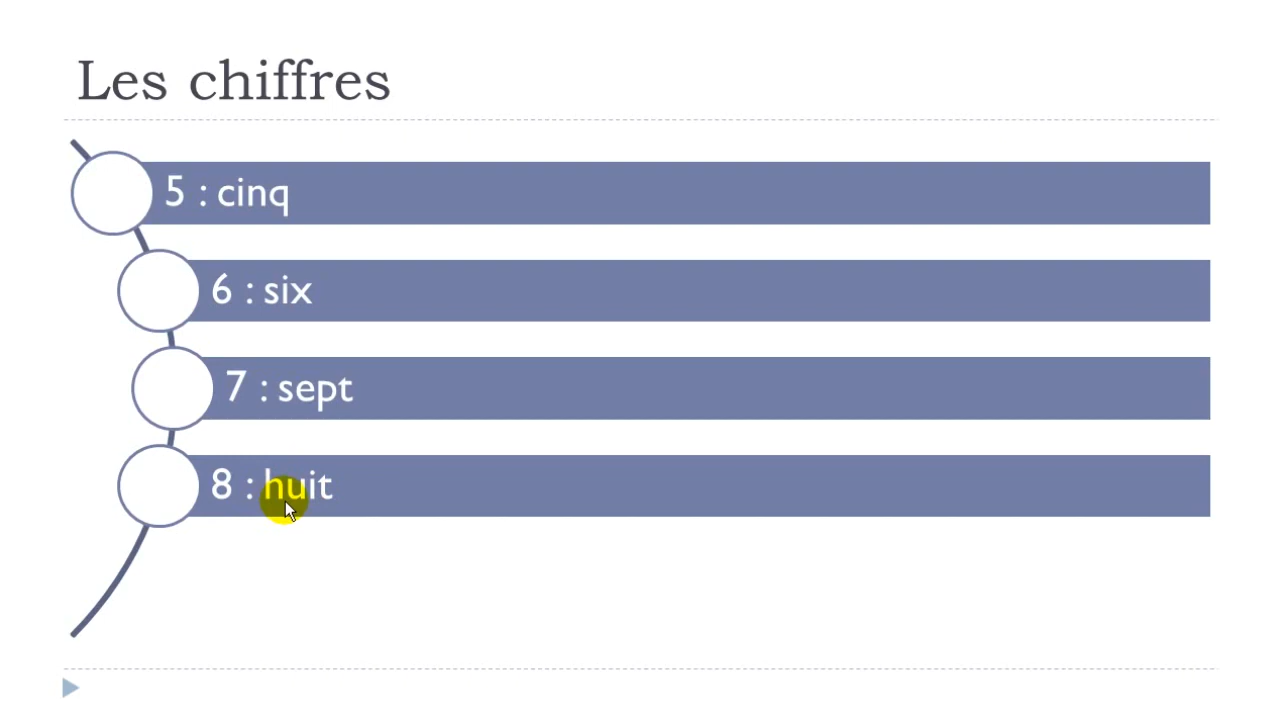 Les chiffres
5 : cinq
6 : six
7 : sept
8 : huit